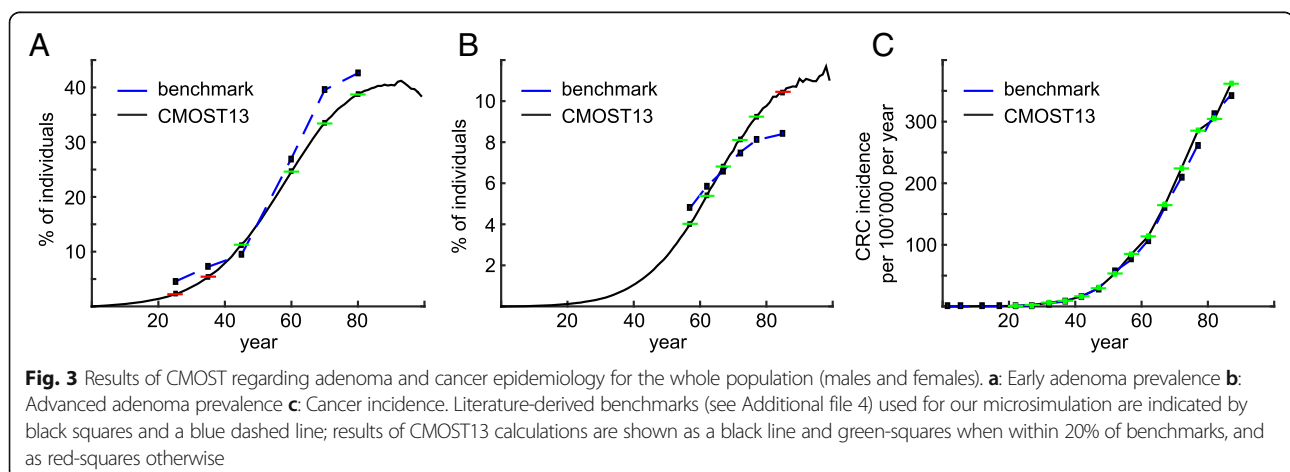 A
% of individuals
40
30
20
10
benchmark
CMOST13
20
40
60
80
year
B
% of individuals
10
8
6
4
2
benchmark
CMOST13
20
40
60
80
year
C
CRC incidence
per 100'000 per year
300
200
100
benchmark
CMOST13
20
40
60
80
year
Fig. 3 Results of CMOST regarding adenoma and cancer epidemiology for the whole population (males and females). a: Early adenoma prevalence b:
Advanced adenoma prevalence c: Cancer incidence. Literature-derived benchmarks (see Additional file 4) used for our microsimulation are indicated by
black squares and a blue dashed line; results of CMOST13 calculations are shown as a black line and green-squares when within 20% of benchmarks, and
as red-squares otherwise